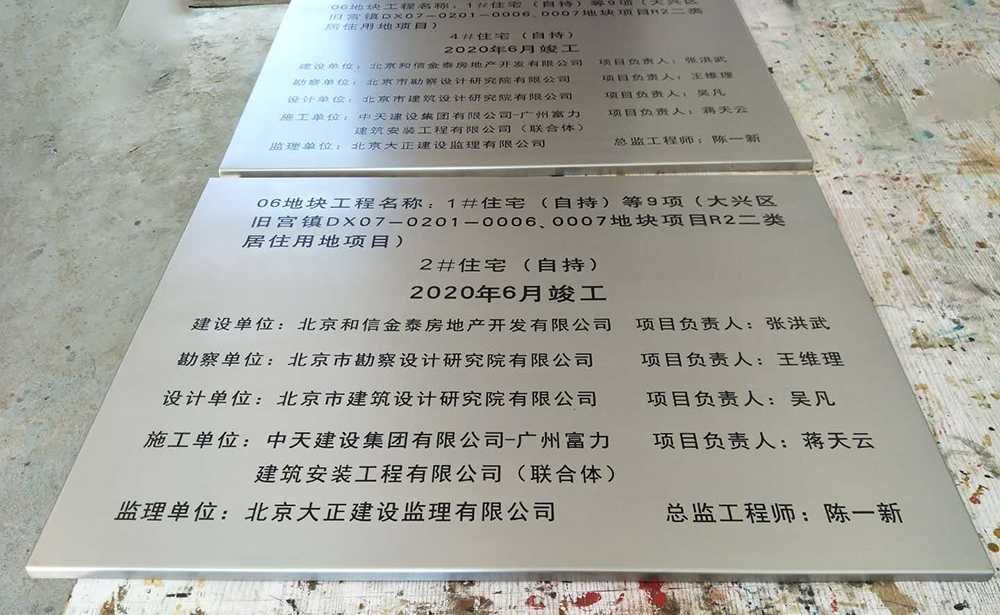 06地块工程名称：1#住宅（自持）等9项（大兴区
旧宫镇DX07-0201-0006、0007地块项目R2二类
居住用地项目）
4#住宅（自持）
2020年6月竣工
建设单位：北京和信金泰房地产开发有限公司 项目负责人：张洪武
勘察单位：北京市勘察设计研究院有限公司 项目负责人：王维理
设计单位：北京市建筑设计研究院有限公司 项目负责人：吴凡
施工单位：中天建设集团有限公司-广州富力 项目负责人：蒋天云
建筑安装工程有限公司（联合体）
监理单位：北京大正建设监理有限公司 总监工程师：陈一新
06地块工程名称：1#住宅（自持）等9项（大兴区
旧宫镇DX07-0201-0006、0007地块项目R2二类
居住用地项目）
2#住宅（自持）
2020年6月竣工
建设单位：北京和信金泰房地产开发有限公司 项目负责人：张洪武
勘察单位：北京市勘察设计研究院有限公司 项目负责人：王维理
设计单位：北京市建筑设计研究院有限公司 项目负责人：吴凡
施工单位：中天建设集团有限公司-广州富力 项目负责人：蒋天云
建筑安装工程有限公司（联合体）
监理单位：北京大正建设监理有限公司 总监工程师：陈一新